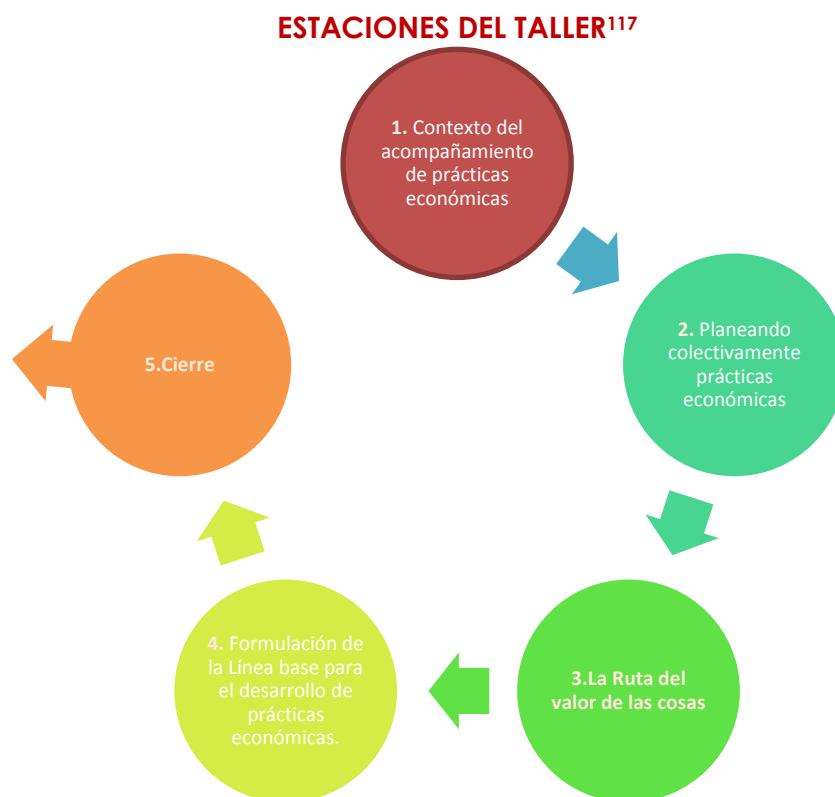 ESTACIONES DEL TALLER¹¹⁷
1. Contexto del
acompañamiento
de prácticas
económicas
2. Planeando
colectivamente
prácticas
económicas
3.La Ruta del
valor de las cosas
4. Formulación de
la Línea base para
el desarrollo de
prácticas
económicas.
5.Cierre